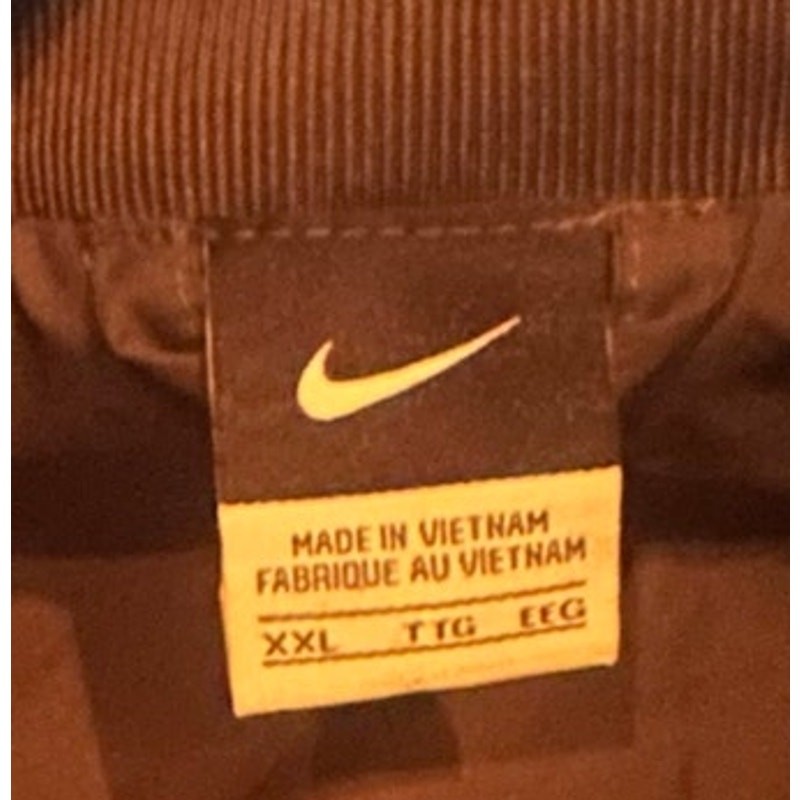 MADE IN VIETNAM
FABRIQUE AU VIETNAM
XXL TTG EEG